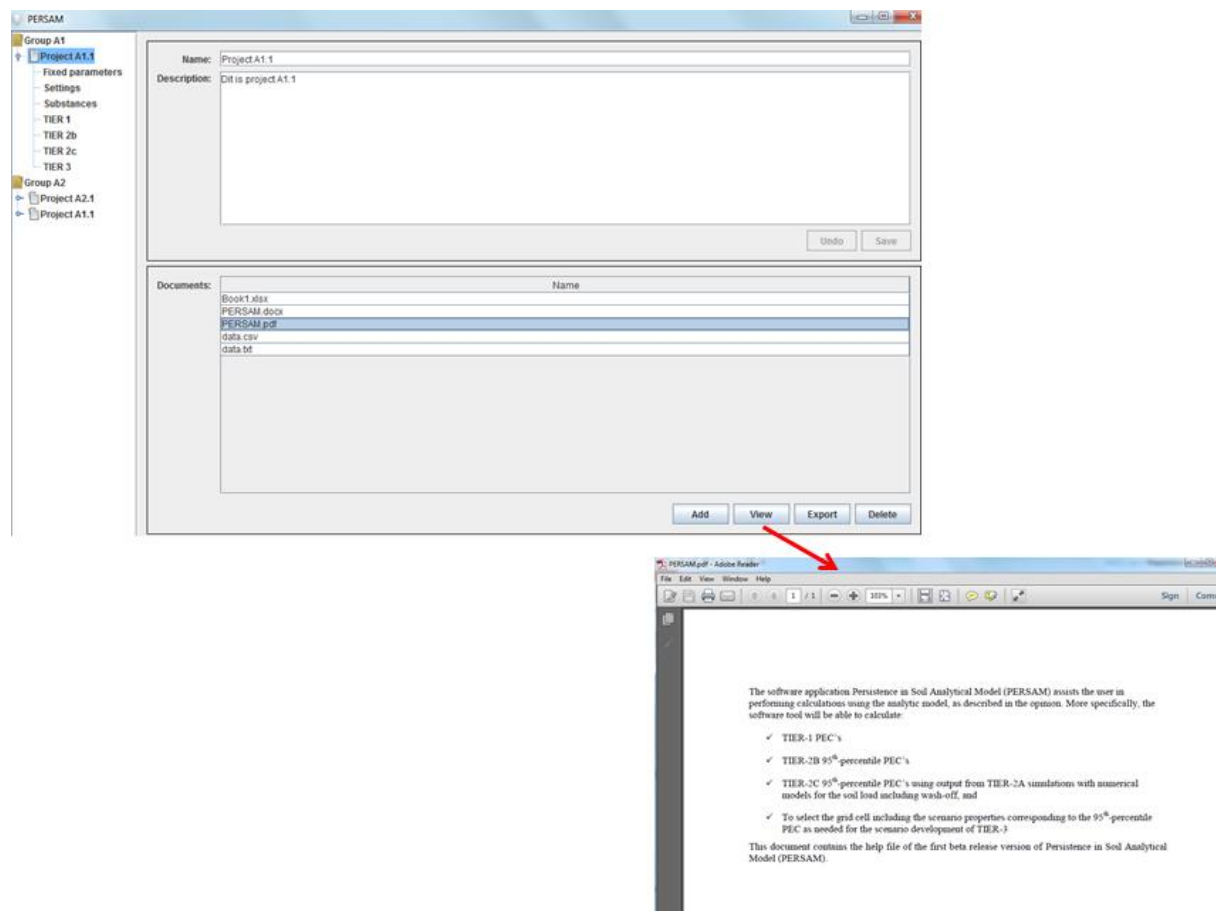 PERSAM
Group A1
Project A1.1
Fixed parameters
Settings
Substances
TIER 1
TIER 2b
TIER 2c
TIER 3
Group A2
Project A2.1
Project A1.1
Name: Project A1.1
Description: Dit is project A1.1
Undo Save
Documents: Name
Book1.xlsx
PERSAM.docx
PERSAM.pdf
data.csv
data.txt
Add View Export Delete
PERSAM.pdf - Adobe Reader
File Edit View Window Help
1 / 1 103% Sign Com
The software application Persistence in Soil Analytical Model (PERSAM) assists the user in
performing calculations using the analytic model, as described in the opinion. More specifically, the
software tool will be able to calculate:
✓ TIER-1 PEC's
✓ TIER-2B 95th-percentile PEC's
✓ TIER-2C 95th-percentile PEC's using output from TIER-2A simulations with numerical
models for the soil load including wash-off, and
✓ To select the grid cell including the scenario properties corresponding to the 95th-percentile
PEC as needed for the scenario development of TIER-3
This document contains the help file of the first beta release version of Persistence in Soil Analytical
Model (PERSAM).